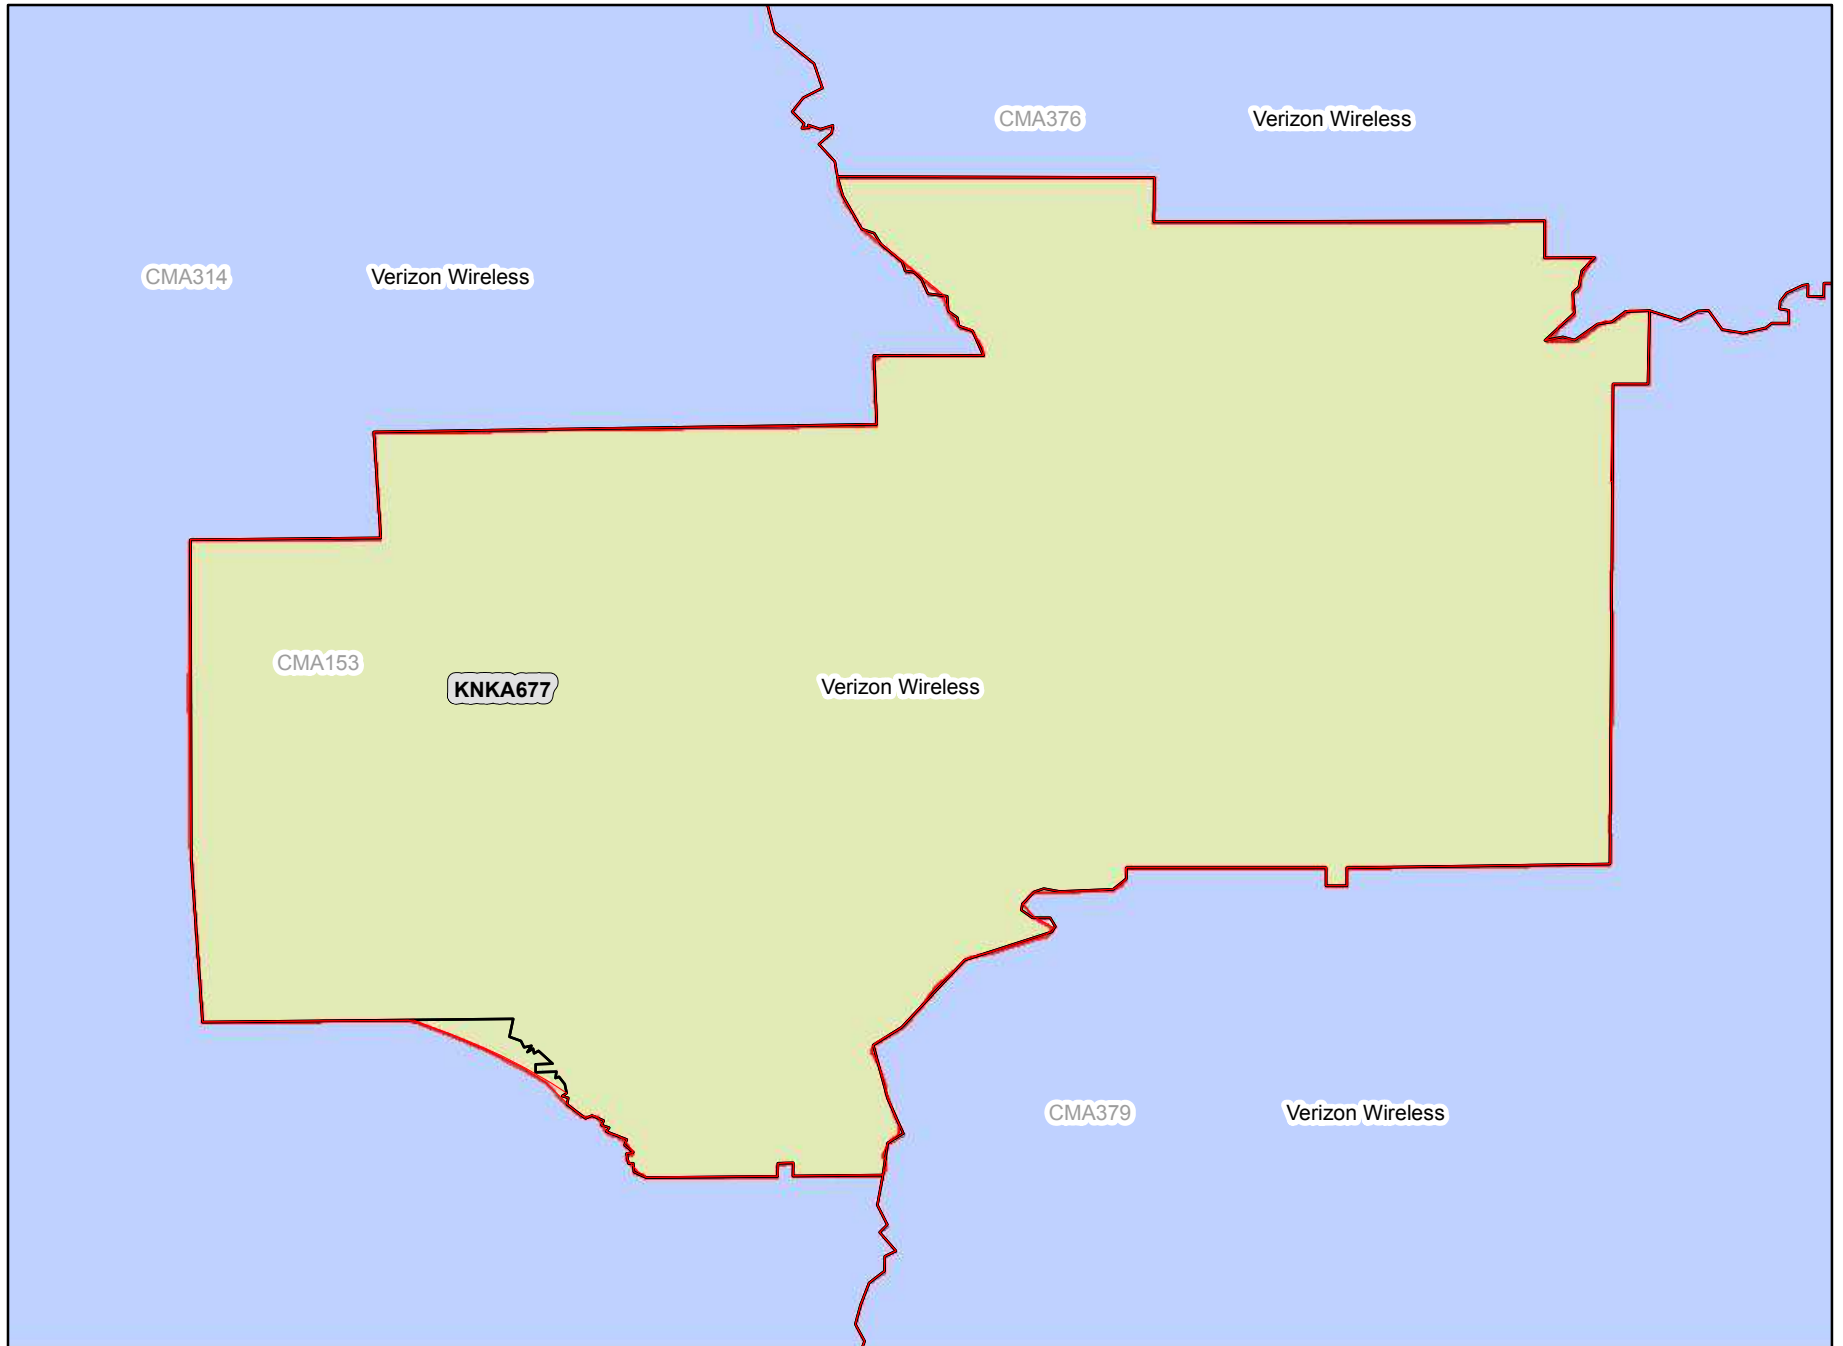 CMA376 Verizon Wireless
CMA314 Verizon Wireless
CMA153
KNKA677 Verizon Wireless
CMA379 Verizon Wireless